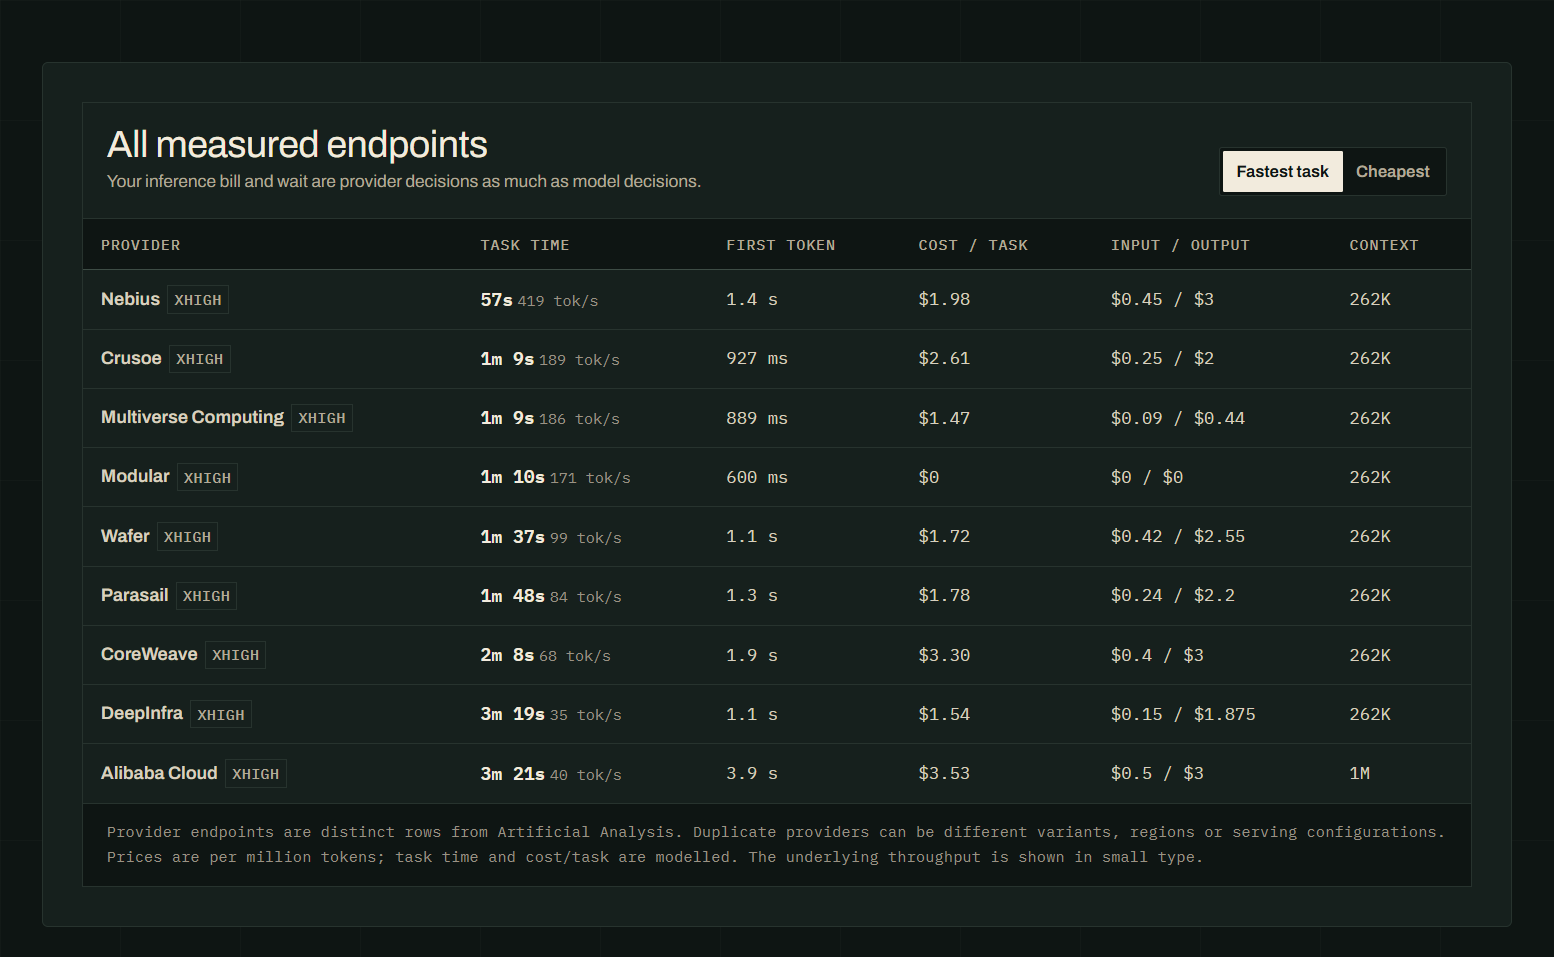 All measured endpoints
Your inference bill and wait are provider decisions as much as model decisions.
Fastest task Cheapest
PROVIDER TASK TIME FIRST TOKEN COST / TASK INPUT / OUTPUT CONTEXT
Nebius XHIGH 57s 419 tok/s 1.4 s $1.98 $0.45 / $3 262K
Crusoe XHIGH 1m 9s 189 tok/s 927 ms $2.61 $0.25 / $2 262K
Multiverse Computing XHIGH 1m 9s 186 tok/s 889 ms $1.47 $0.09 / $0.44 262K
Modular XHIGH 1m 10s 171 tok/s 600 ms $0 $0 / $0 262K
Wafer XHIGH 1m 37s 99 tok/s 1.1 s $1.72 $0.42 / $2.55 262K
Parasail XHIGH 1m 48s 84 tok/s 1.3 s $1.78 $0.24 / $2.2 262K
CoreWeave XHIGH 2m 8s 68 tok/s 1.9 s $3.30 $0.4 / $3 262K
DeepInfra XHIGH 3m 19s 35 tok/s 1.1 s $1.54 $0.15 / $1.875 262K
Alibaba Cloud XHIGH 3m 21s 40 tok/s 3.9 s $3.53 $0.5 / $3 1M
Provider endpoints are distinct rows from Artificial Analysis. Duplicate providers can be different variants, regions or serving configurations.
Prices are per million tokens; task time and cost/task are modelled. The underlying throughput is shown in small type.